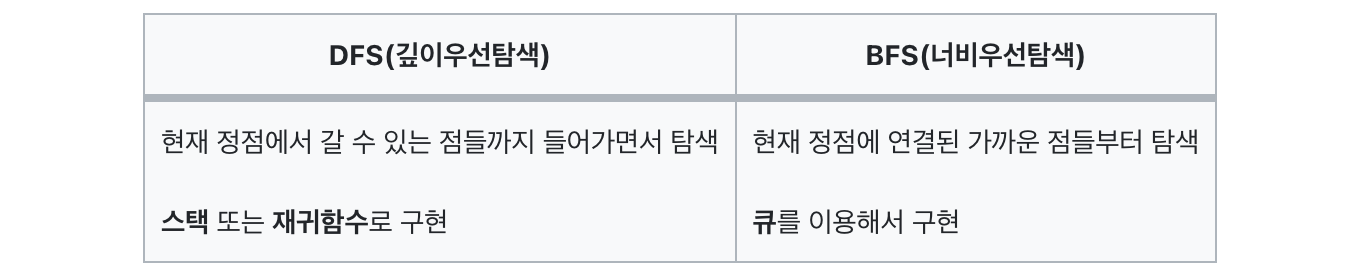 DFS(깊이우선탐색)
BFS(너비우선탐색)
현재 정점에서 갈 수 있는 점들까지 들어가면서 탐색
현재 정점에 연결된 가까운 점들부터 탐색
스택 또는 재귀함수로 구현
큐를 이용해서 구현